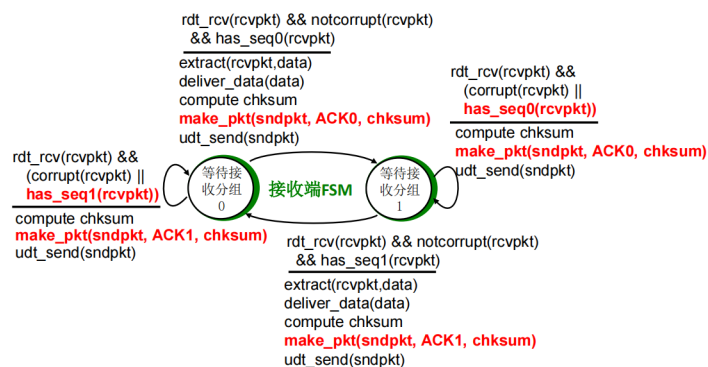 rdt_rcv(rcvpkt) && notcorrupt(rcvpkt)
&& has_seq0(rcvpkt)
extract(rcvpkt,data)
deliver_data(data)
compute chksum
make_pkt(sndpkt, ACK0, chksum)
udt_send(sndpkt)
rdt_rcv(rcvpkt) &&
(corrupt(rcvpkt) ||
has_seq0(rcvpkt))
compute chksum
make_pkt(sndpkt, ACK0, chksum)
udt_send(sndpkt)
rdt_rcv(rcvpkt) &&
(corrupt(rcvpkt) ||
has_seq1(rcvpkt))
compute chksum
make_pkt(sndpkt, ACK1, chksum)
udt_send(sndpkt)
等待接
收分组
0
接收端FSM
等待接
收分组
1
rdt_rcv(rcvpkt) && notcorrupt(rcvpkt)
&& has_seq1(rcvpkt)
extract(rcvpkt,data)
deliver_data(data)
compute chksum
make_pkt(sndpkt, ACK1, chksum)
udt_send(sndpkt)